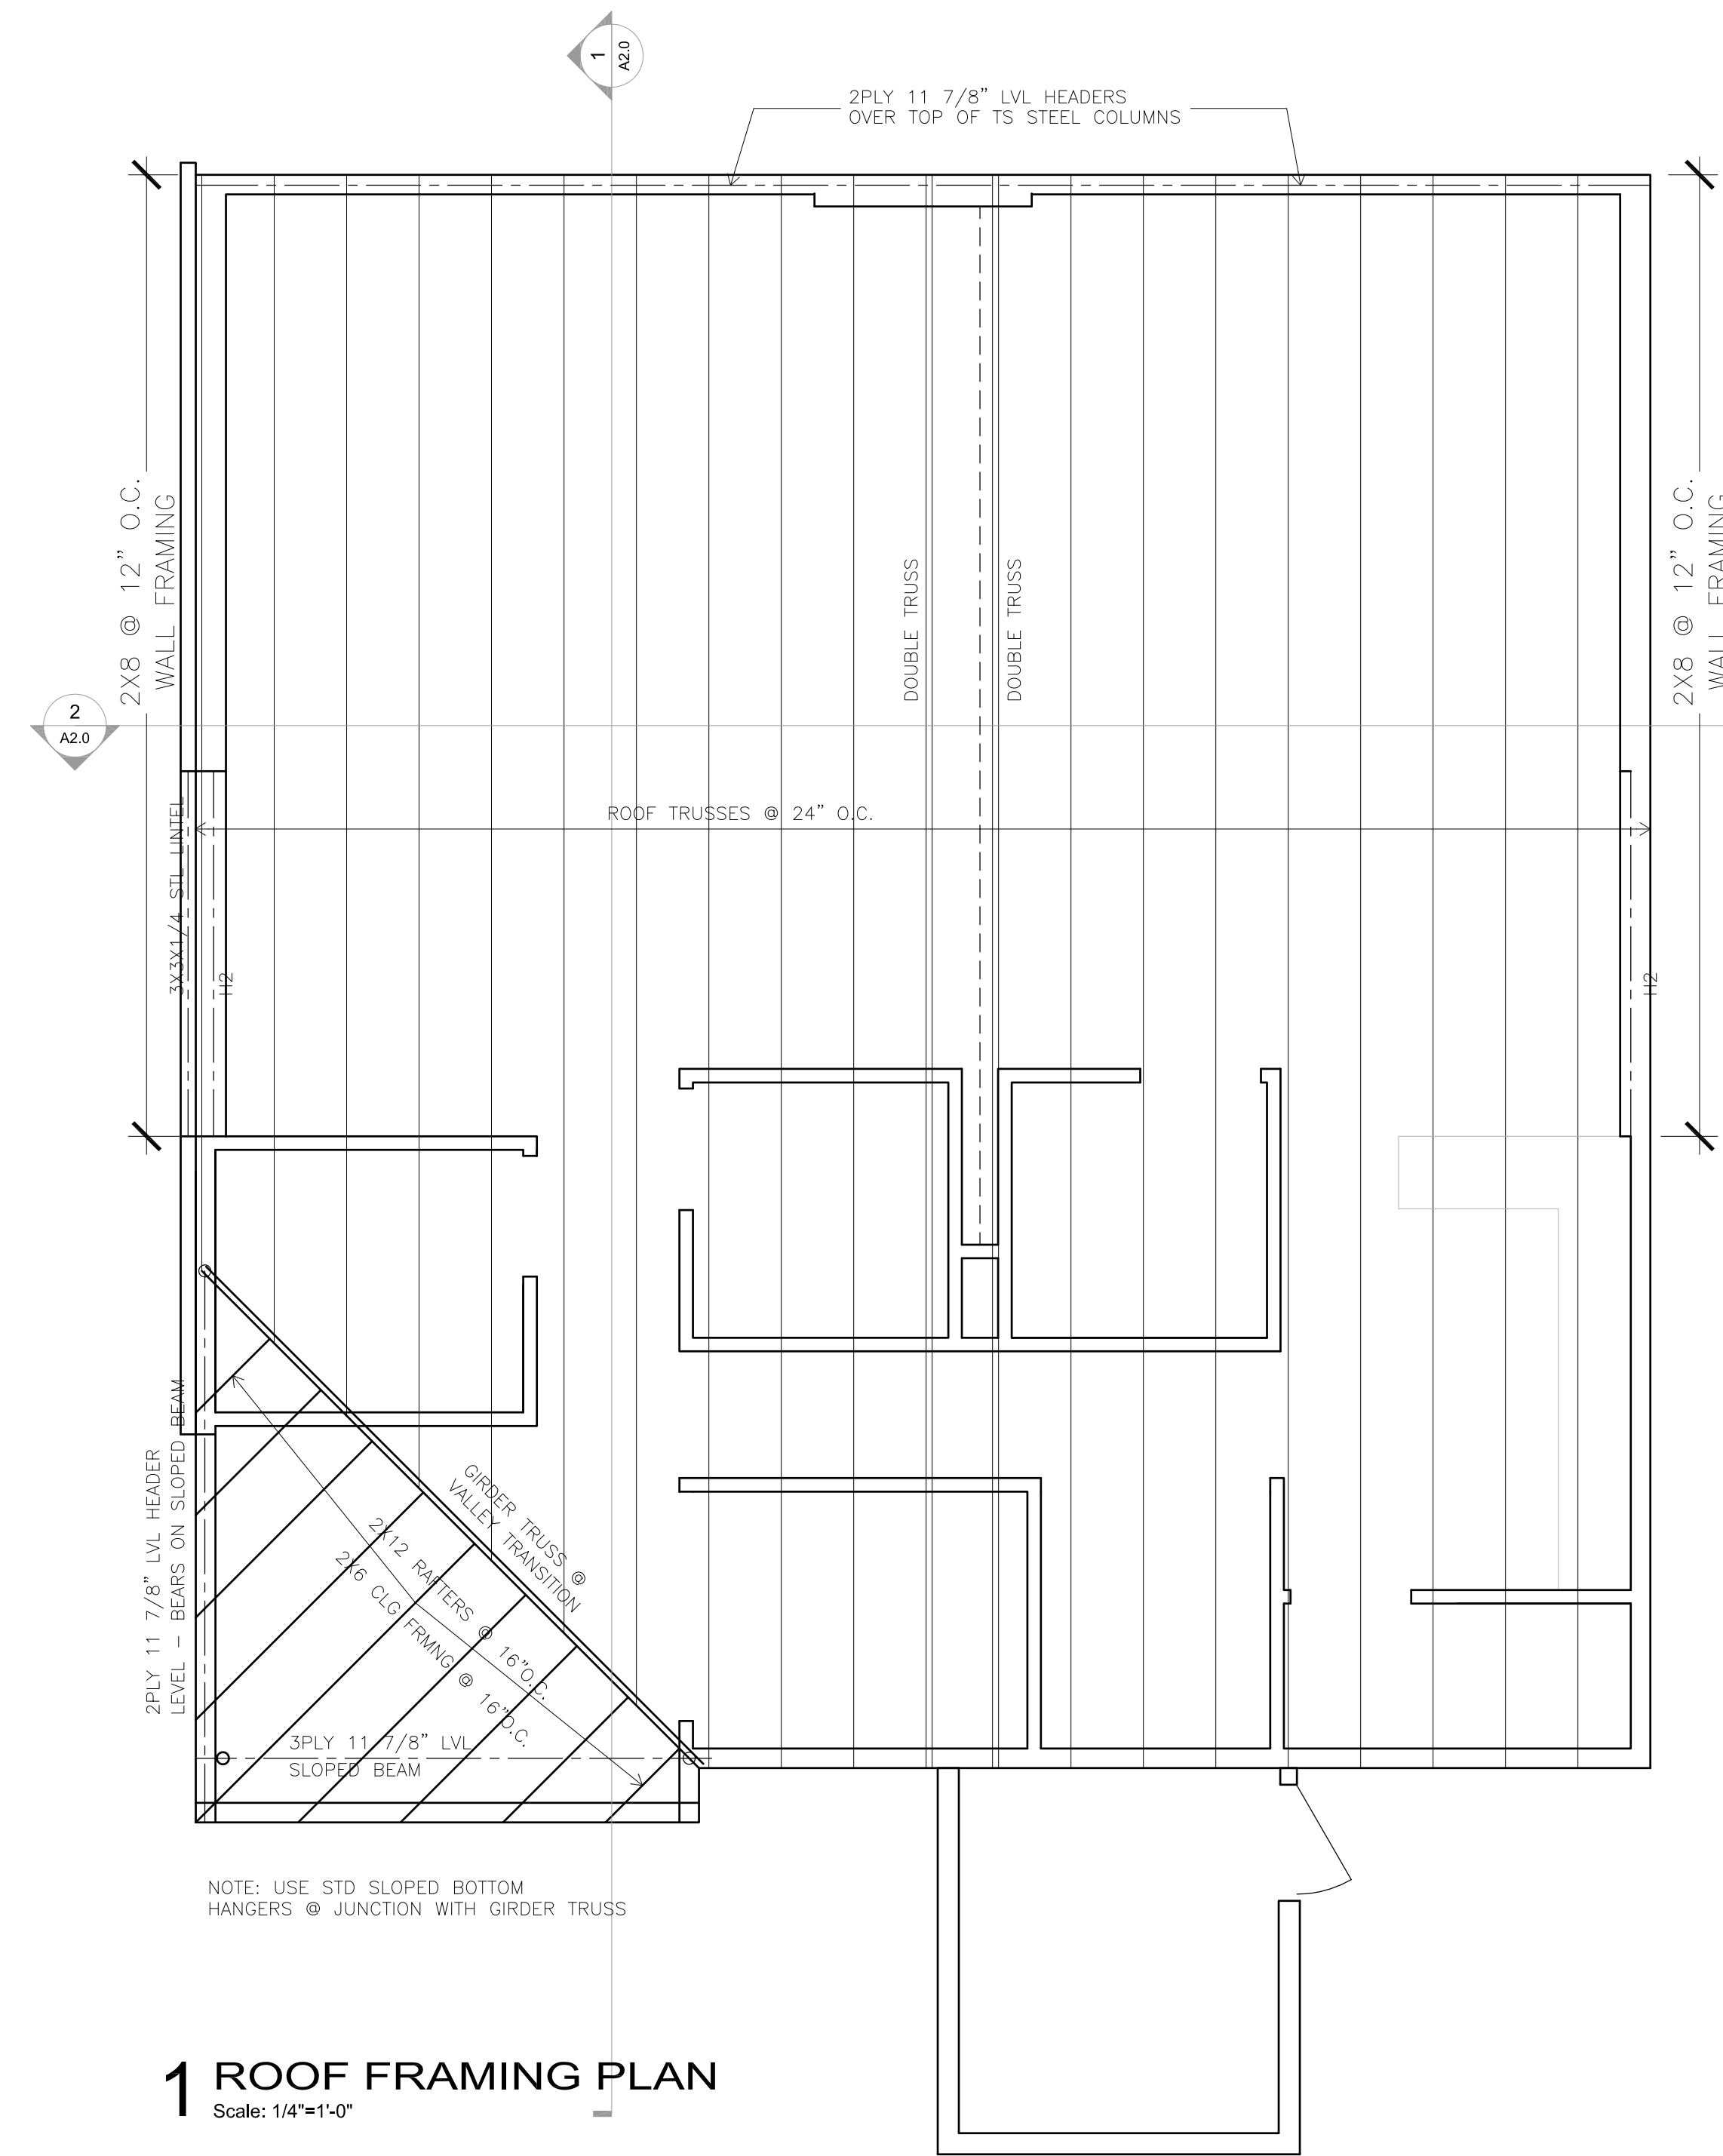 1
A2.0
2PLY 11 7/8" LVL HEADERS
OVER TOP OF TS STEEL COLUMNS
2X8 @ 12" O.C.
WALL FRAMING
2X8 @ 12" O.C.
WALL FRAMING
DOUBLE TRUSS
DOUBLE TRUSS
2
A2.0
ROOF TRUSSES @ 24" O.C.
3X3X1/4 STL LINTEL
H2
H2
GIRDER TRUSS @
VALLEY TRANSITION
2X12 RAFTERS @ 16"O.C.
2X6 CLG FRMNG @ 16"O.C.
2PLY 11 7/8" LVL HEADER
LEVEL – BEARS ON SLOPED BEAM
3PLY 11 7/8" LVL
SLOPED BEAM
NOTE: USE STD SLOPED BOTTOM
HANGERS @ JUNCTION WITH GIRDER TRUSS
1 ROOF FRAMING PLAN
Scale: 1/4"=1'-0"